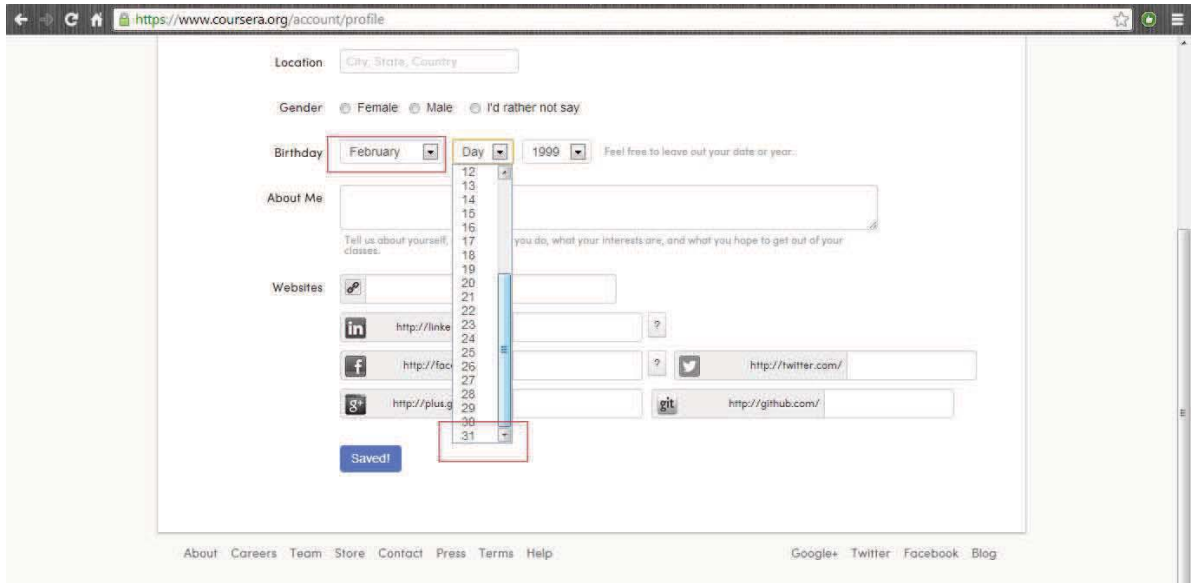 https://www.coursera.org/account/profile
Location City, State, Country
Gender Female Male I'd rather not say
Birthday February Day 1999 Feel free to leave out your date or year.
12
13
14
About Me
15
16
Tell us about yourself, 17 you do, what your interests are, and what you hope to get out of your
classes.
18
19
Websites 20
21
22
in http://linke 23 ?
24
25
f http://fac 26 ? http://twitter.com/
27
28
g+ http://plus.g 29 git http://github.com/
30
31
Saved!
About Careers Team Store Contact Press Terms Help Google+ Twitter Facebook Blog